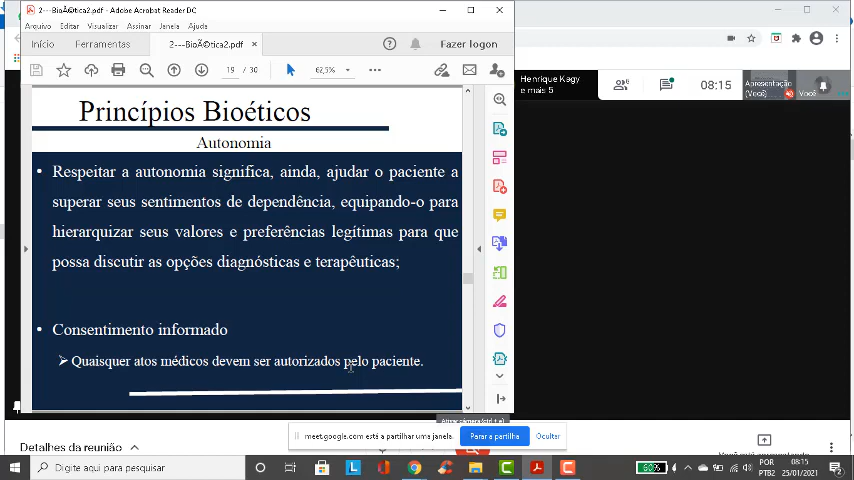 2---BioÃ©tica2.pdf - Adobe Acrobat Reader DC
Arquivo Editar Visualizar Assinar Janela Ajuda
Início Ferramentas 2---BioÃ©tica2.pdf × Fazer logon
19 / 30 62,5%
Henrique Kagy
e mais 5
6
08:15
Apresentação
(Você)
Você
Princípios Bioéticos
Autonomia
• Respeitar a autonomia significa, ainda, ajudar o paciente a
superar seus sentimentos de dependência, equipando-o para
hierarquizar seus valores e preferências legítimas para que
possa discutir as opções diagnósticas e terapêuticas;
• Consentimento informado
➢ Quaisquer atos médicos devem ser autorizados pelo paciente.
meet.google.com está a partilhar uma janela. Parar a partilha Ocultar
Detalhes da reunião
Digite aqui para pesquisar
60%
POR
PTB2
08:15
25/01/2021
2